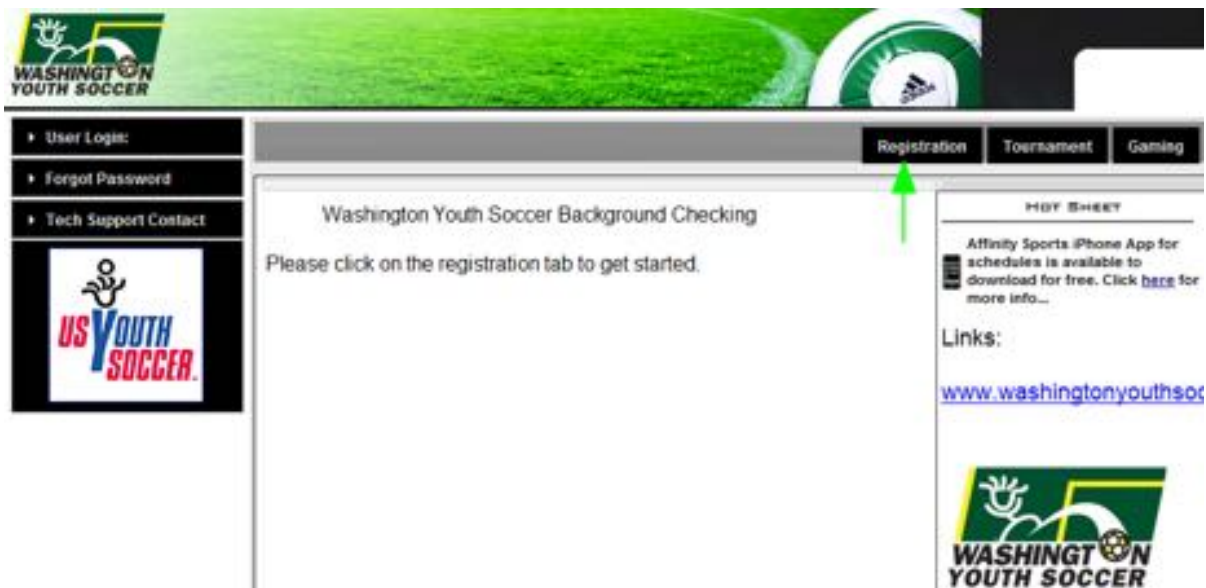 WASHINGTON
YOUTH SOCCER
adidas
User Login:
Forgot Password
Tech Support Contact
US YOUTH
SOCCER.
Registration
Tournament
Gaming
Washington Youth Soccer Background Checking
Please click on the registration tab to get started.
HOT SHEET
Affinity Sports iPhone App for
schedules is available to
download for free. Click here for
more info...
Links:
www.washingtonyouthsoc
WASHINGTON
YOUTH SOCCER